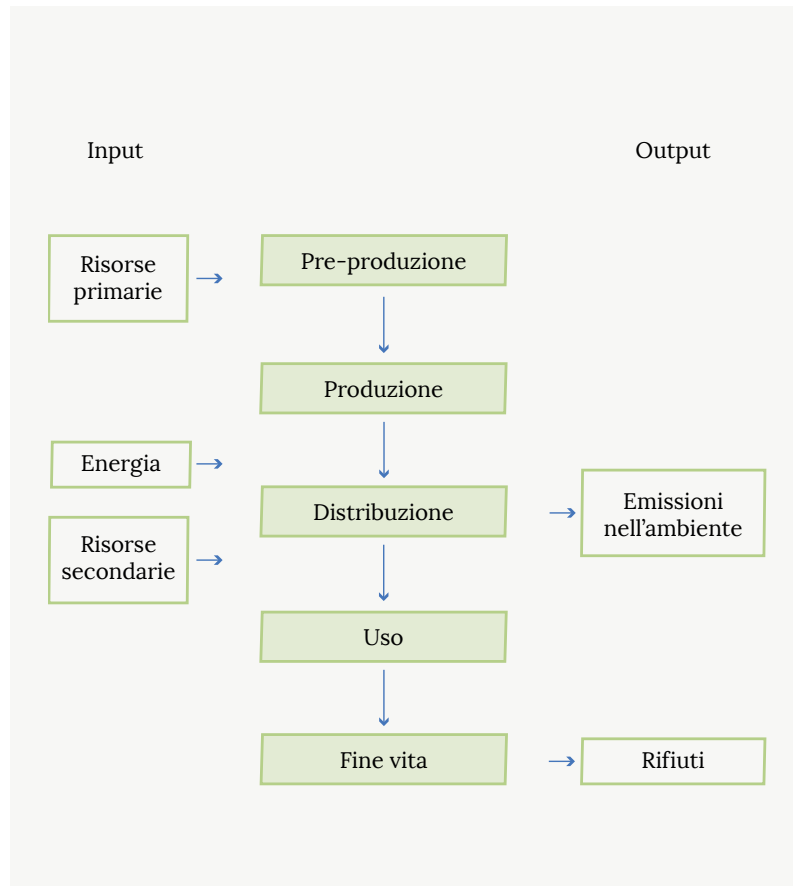 Input
Output
Risorse
primarie
Pre-produzione
Produzione
Energia
Risorse
secondarie
Distribuzione
Emissioni
nell’ambiente
Uso
Fine vita
Rifiuti